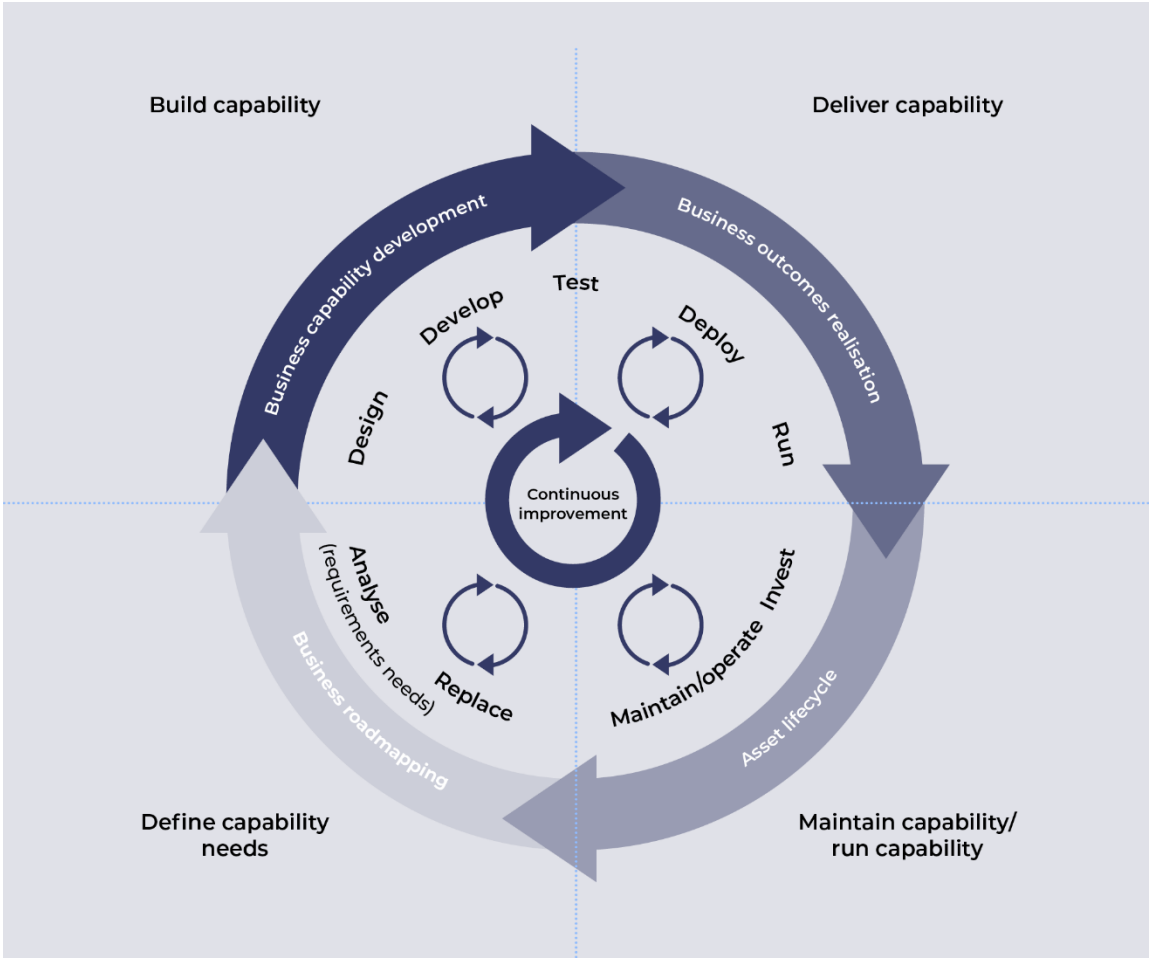 Build capability
Deliver capability
Business capability development
Business outcomes realisation
Test
Develop
Deploy
Design
Run
Continuous
improvement
Analyse
(requirements needs)
Invest
Replace
Maintain/operate
Business roadmapping
Asset lifecycle
Define capability
needs
Maintain capability/
run capability